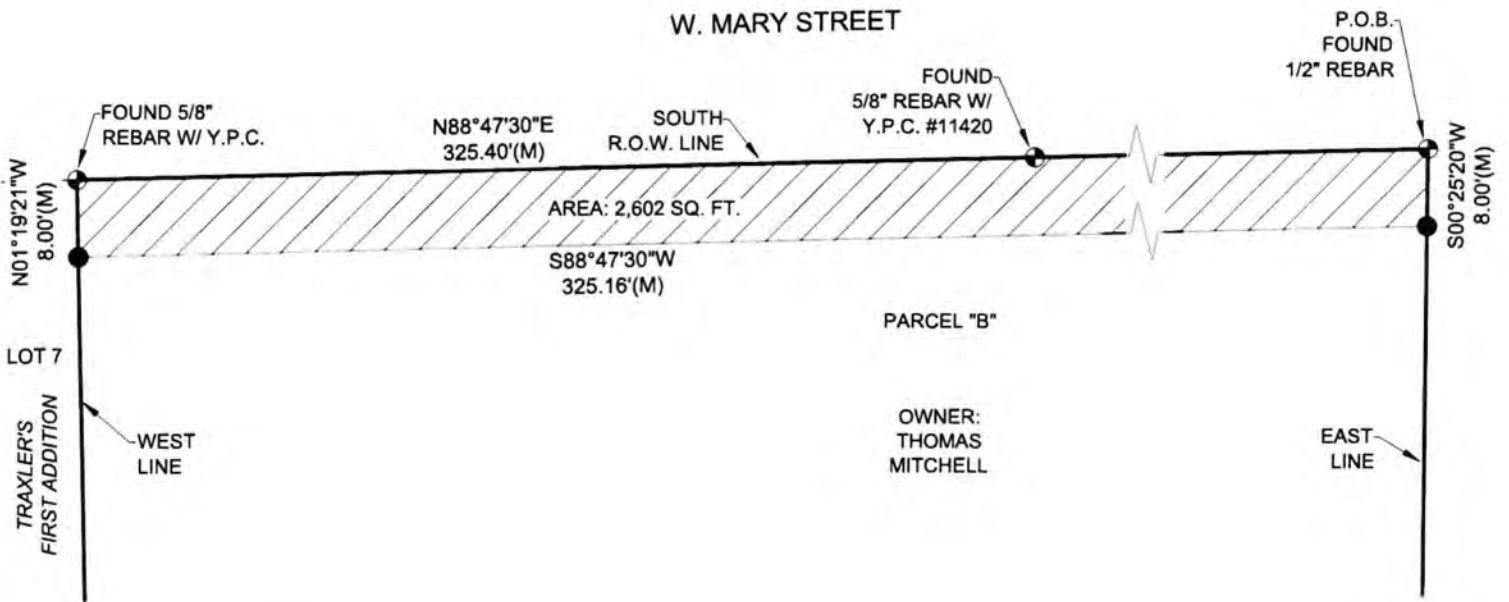 W. MARY STREET
P.O.B.
FOUND
1/2" REBAR
FOUND
5/8" REBAR W/
Y.P.C. #11420
FOUND 5/8"
REBAR W/ Y.P.C.
N88°47'30"E
325.40'(M)
SOUTH
R.O.W. LINE
N01°19'21"W
8.00'(M)
S00°25'20"W
8.00'(M)
AREA: 2,602 SQ. FT.
S88°47'30"W
325.16'(M)
PARCEL "B"
LOT 7
TRAXLER'S
FIRST ADDITION
WEST
LINE
OWNER:
THOMAS
MITCHELL
EAST
LINE